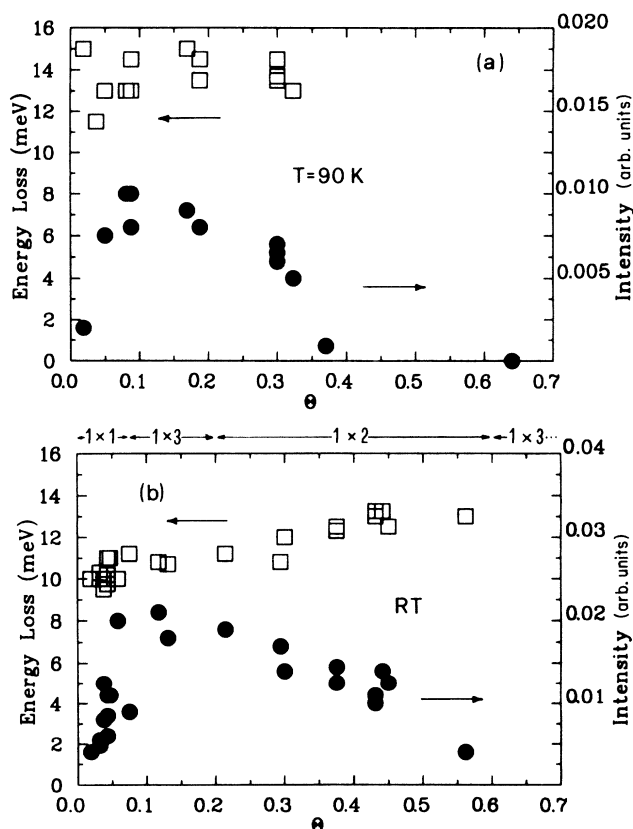 16
14
12
10
8
6
4
2
0
Energy Loss (meV)
(a)
T=90 K
0.020
0.015
0.010
0.005
Intensity (arb. units)
0.0 0.1 0.2 0.3 0.4 0.5 0.6 0.7
Θ
1×1 1×3 1×2 1×3...
16
14
12
10
8
6
4
2
0
Energy Loss (meV)
(b)
RT
0.04
0.03
0.02
0.01
Intensity (arb. units)
0.0 0.1 0.2 0.3 0.4 0.5 0.6 0.7
Θ